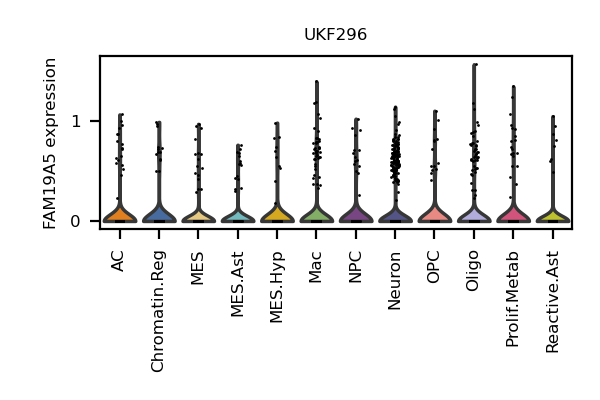 UKF296
FAM19A5 expression
1
0
AC
Chromatin.Reg
MES
MES.Ast
MES.Hyp
Mac
NPC
Neuron
OPC
Oligo
Prolif.Metab
Reactive.Ast